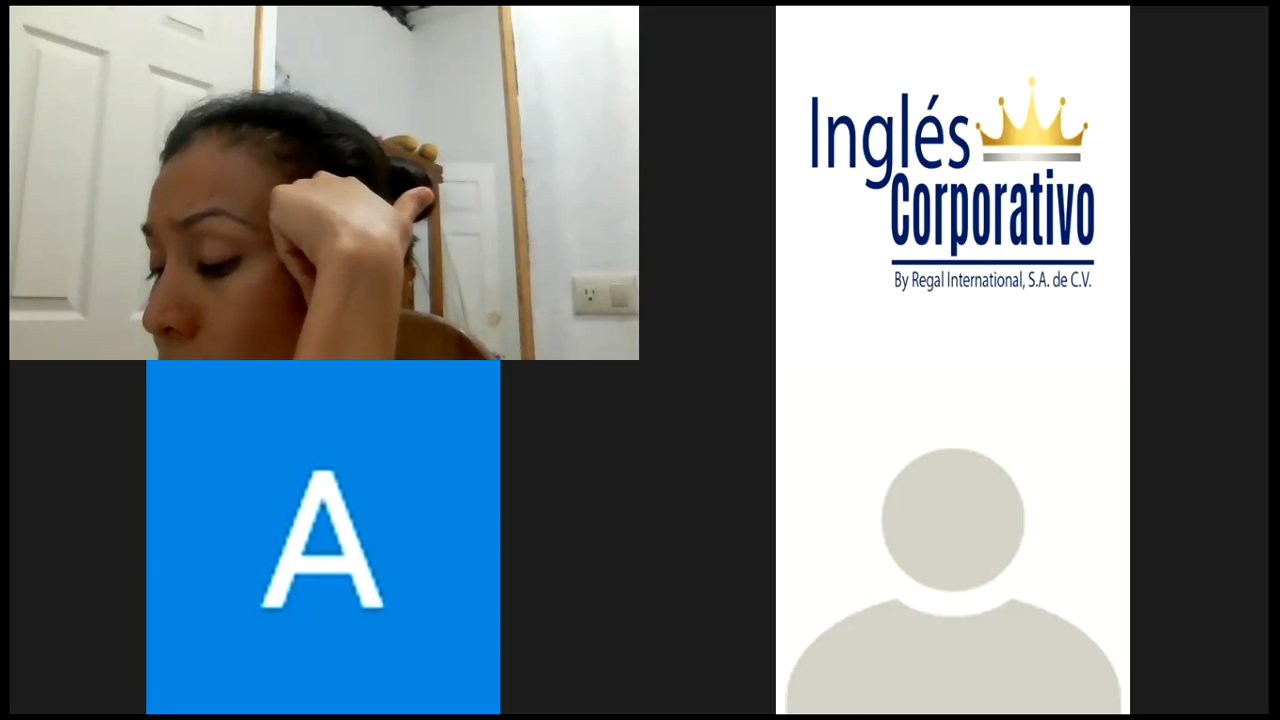 Inglés
Corporativo
By Regal International, S.A. de C.V.
A